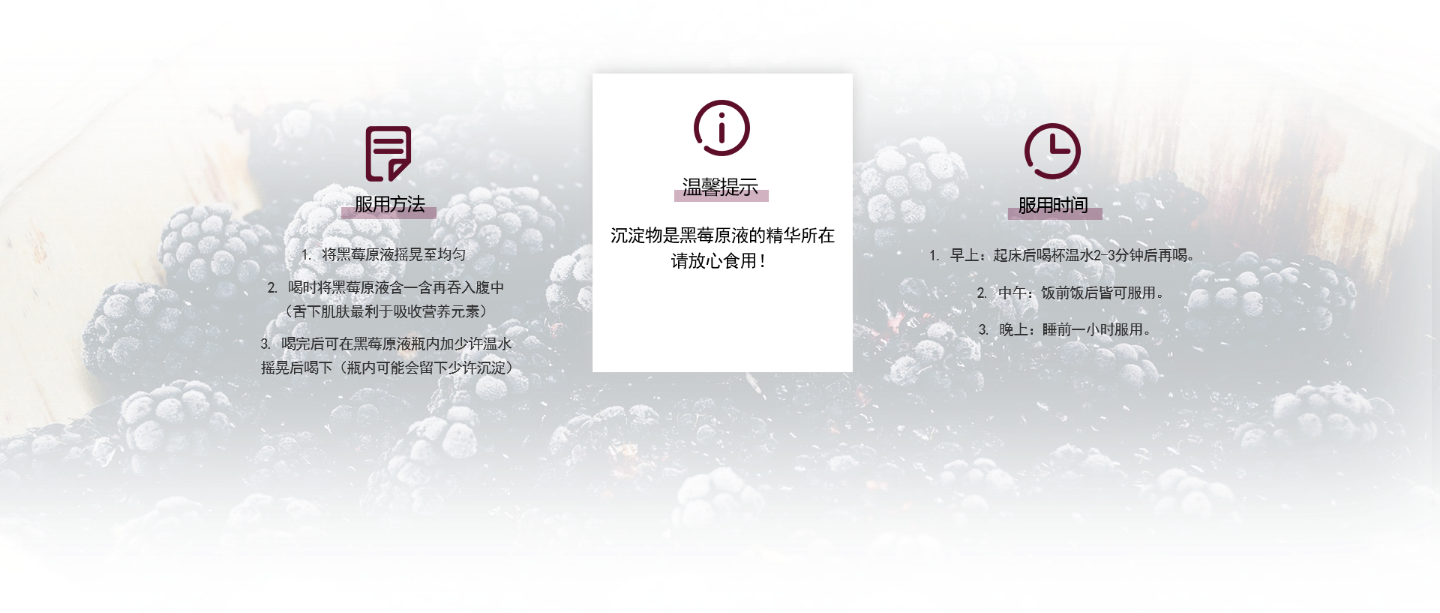 服用方法
1. 将黑莓原液摇晃至均匀
2. 喝时将黑莓原液含一含再吞入腹中
（舌下肌肤最利于吸收营养元素）
3. 喝完后可在黑莓原液瓶内加少许温水
摇晃后喝下（瓶内可能会留下少许沉淀）
温馨提示
沉淀物是黑莓原液的精华所在
请放心食用！
服用时间
1. 早上：起床后喝杯温水2-3分钟后再喝。
2. 中午：饭前饭后皆可服用。
3. 晚上：睡前一小时服用。